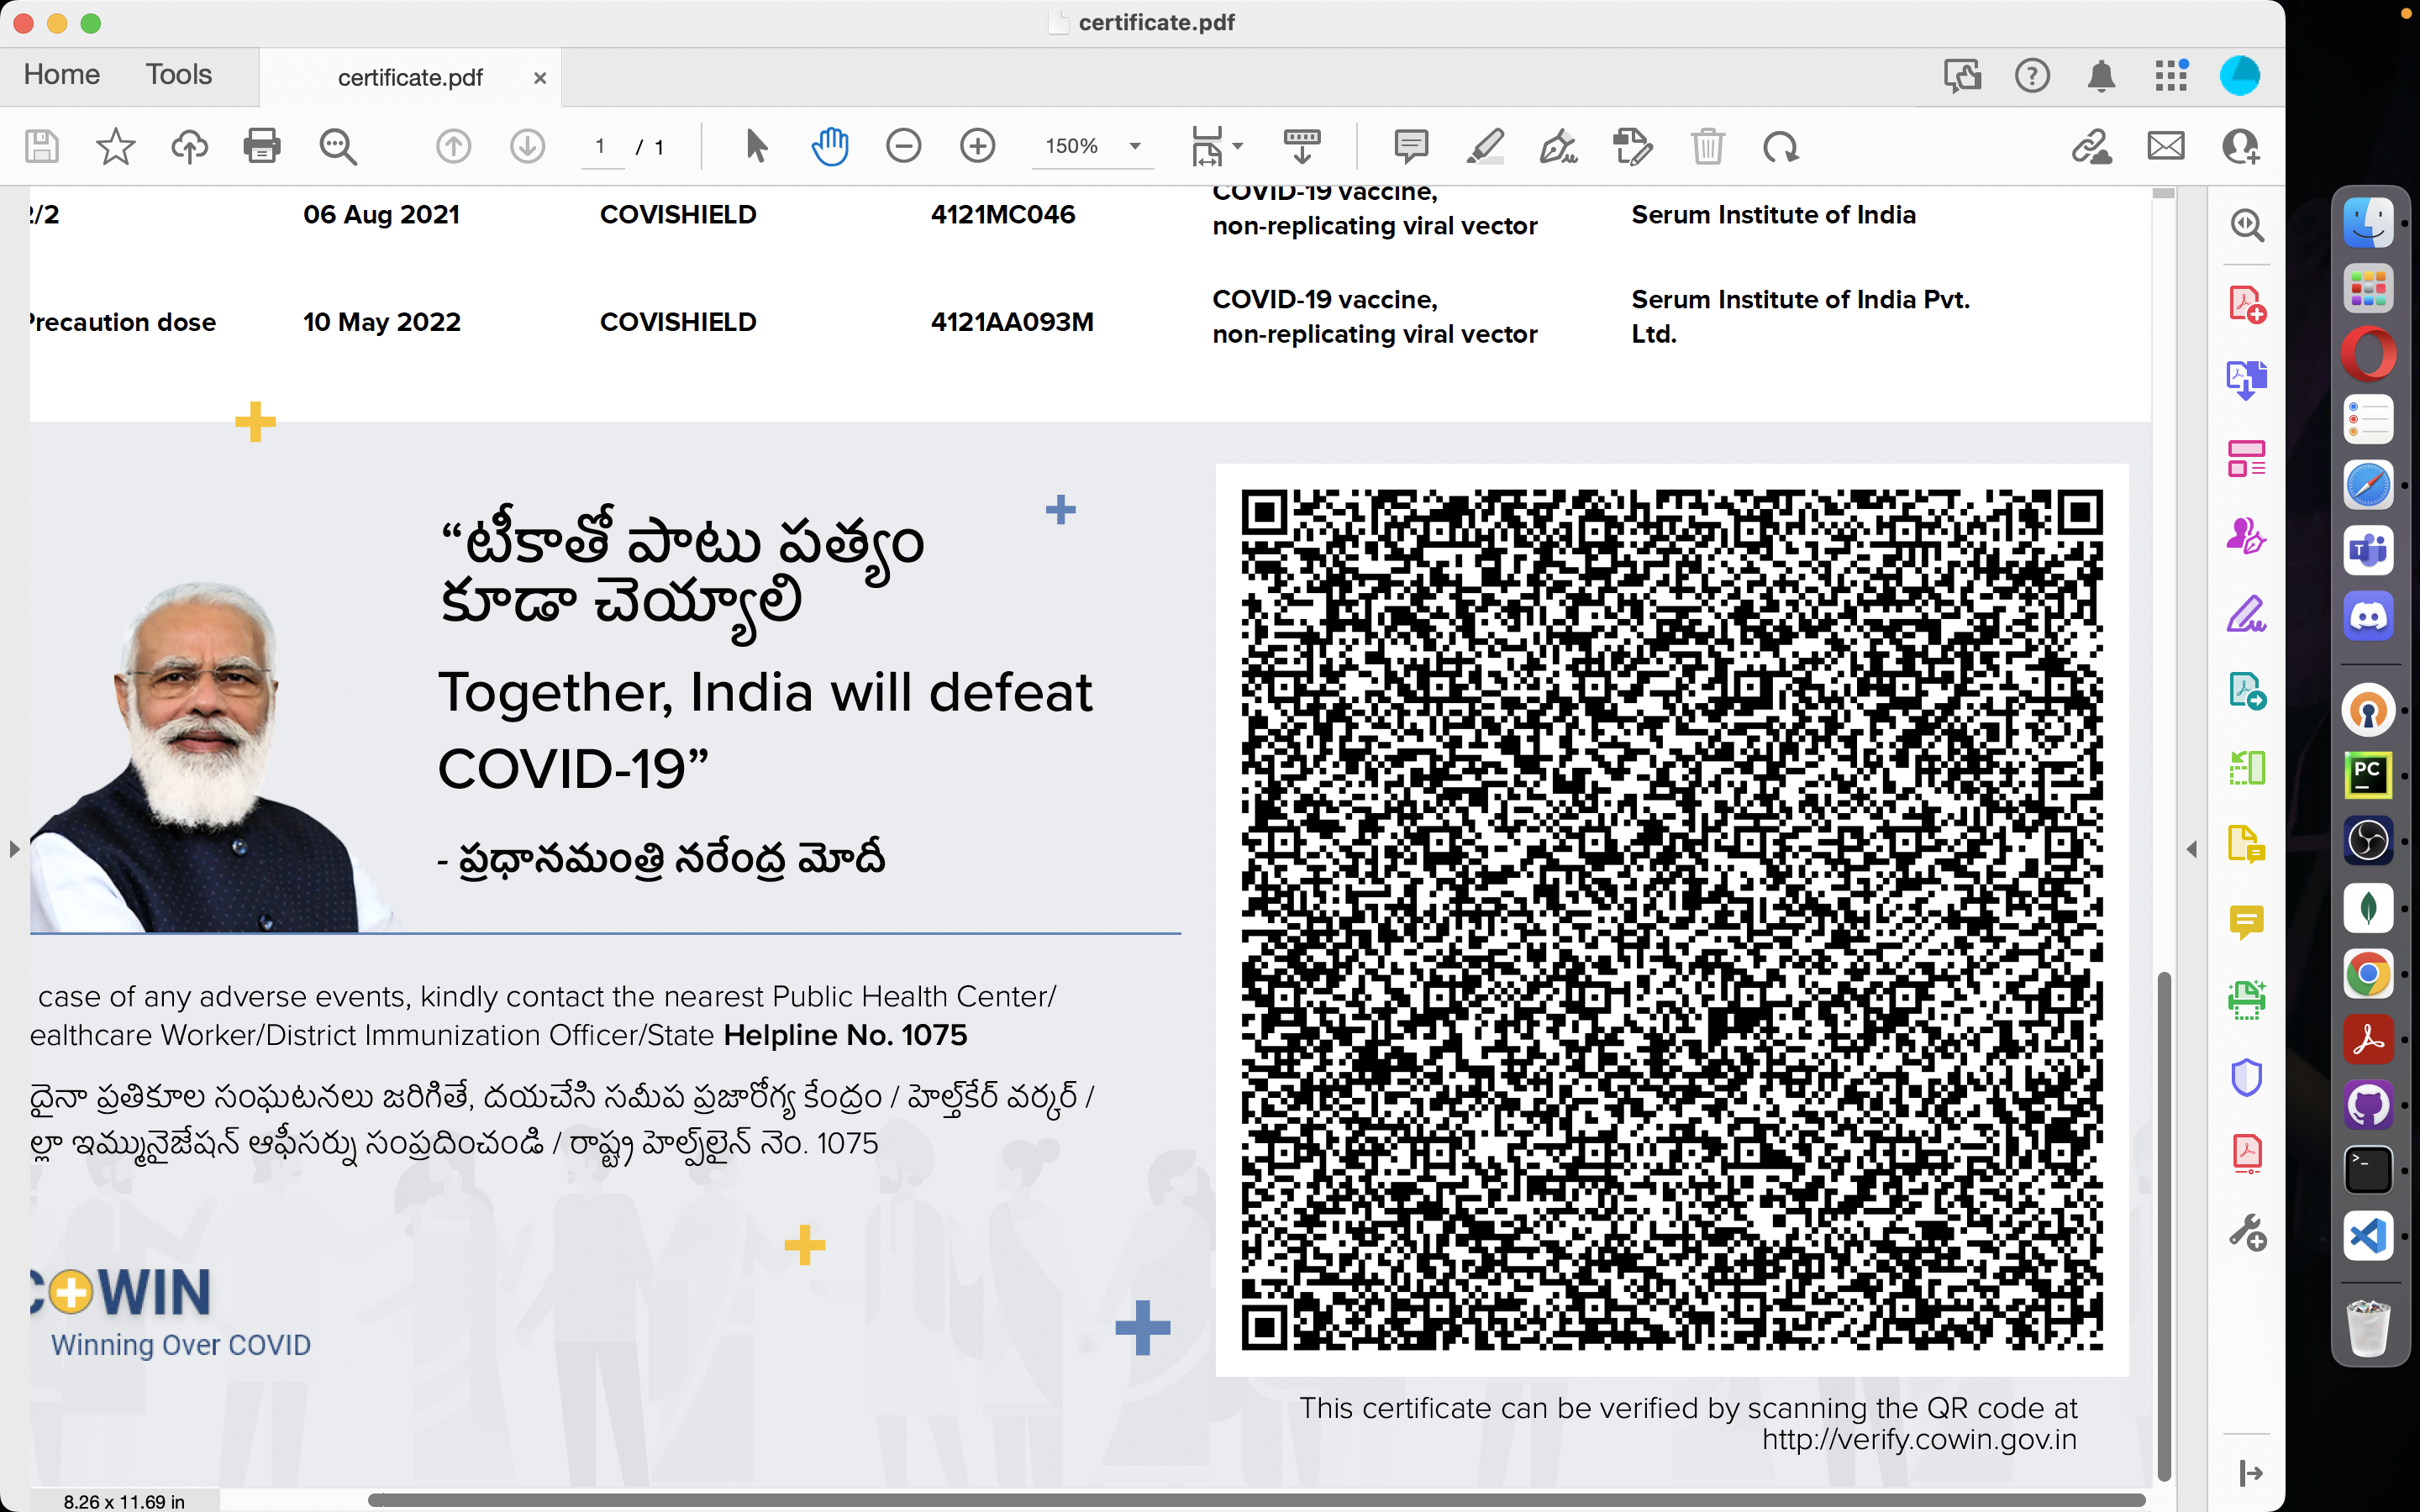 certificate.pdf
Home Tools certificate.pdf ×
1 / 1 150%
COVID-19 vaccine,
2/2 06 Aug 2021 COVISHIELD 4121MC046 non-replicating viral vector Serum Institute of India
COVID-19 vaccine, Serum Institute of India Pvt.
Precaution dose 10 May 2022 COVISHIELD 4121AA093M
non-replicating viral vector Ltd.
“టీకాతో పాటు పత్యం
కూడా చెయ్యాలి
Together, India will defeat
COVID-19”
- ప్రధానమంత్రి నరేంద్ర మోదీ
case of any adverse events, kindly contact the nearest Public Health Center/
ealthcare Worker/District Immunization Officer/State Helpline No. 1075
దైనా ప్రతికూల సంఘటనలు జరిగితే, దయచేసి సమీప ప్రజారోగ్య కేంద్రం / హెల్త్‌కేర్ వర్కర్ /
ల్లా ఇమ్మునైజేషన్ ఆఫీసర్ను సంప్రదించండి / రాష్ట్ర హెల్ప్‌లైన్ నెం. 1075
COWIN
Winning Over COVID
This certificate can be verified by scanning the QR code at
http://verify.cowin.gov.in
8.26 x 11.69 in
PC